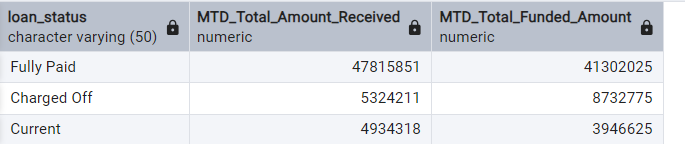 loan_status MTD_Total_Amount_Received MTD_Total_Funded_Amount
character varying (50) numeric numeric
Fully Paid 47815851 41302025
Charged Off 5324211 8732775
Current 4934318 3946625